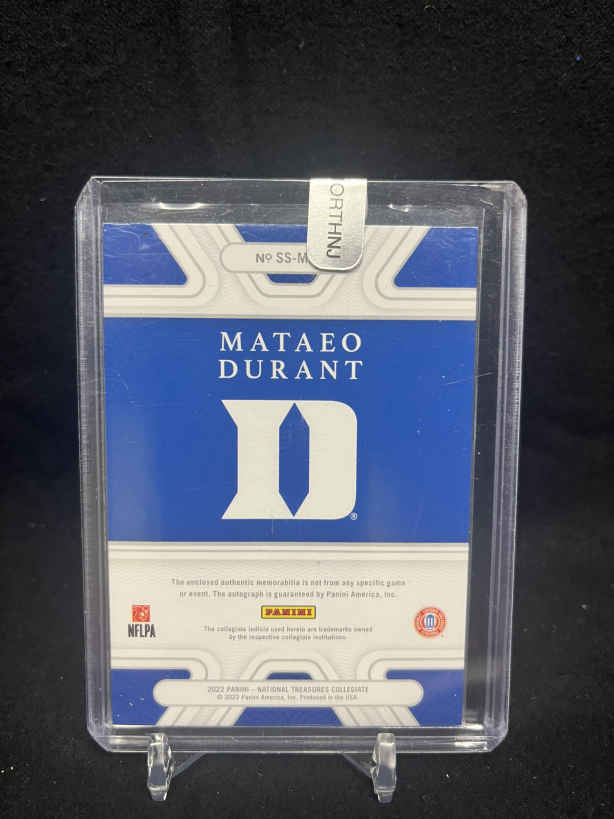 ORTHNJ
Nº SS-M
MATAEO
DURANT
D
®
The enclosed authentic memorabilia is not from any specific game
or event. The autograph is guaranteed by Panini America, Inc.
PANINI
NFLPA
The collegiate indicia used herein are trademarks owned
by the respective collegiate institutions.
2022 PANINI – NATIONAL TREASURES COLLEGIATE
© 2022 Panini America, Inc. Produced in the USA.